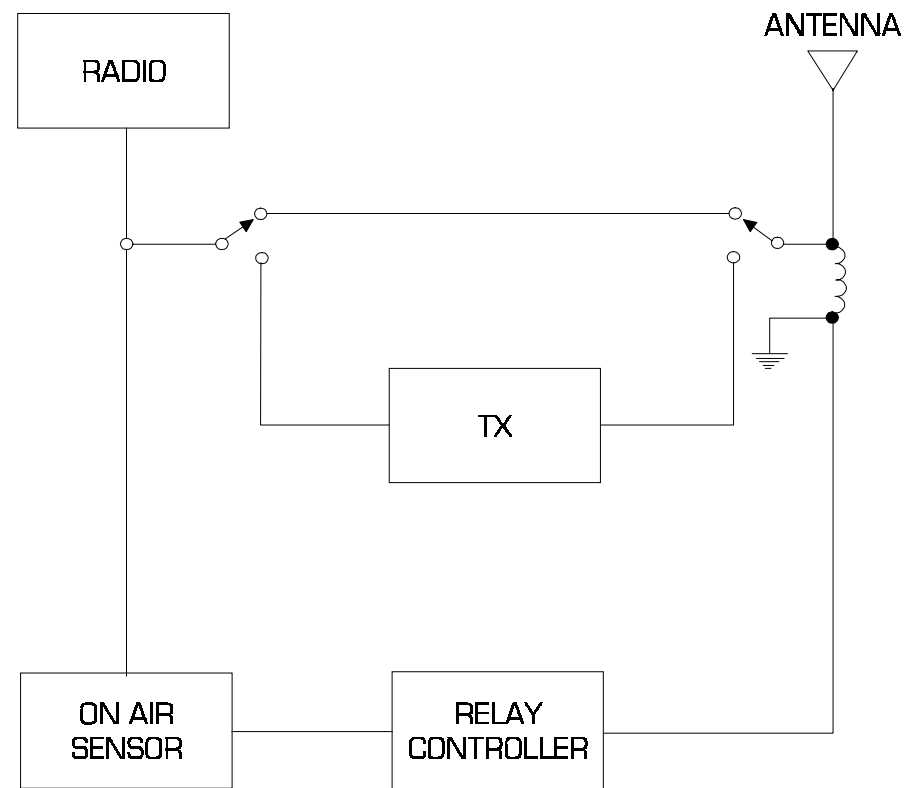 ANTENNA
RADIO
TX
ON AIR
SENSOR
RELAY
CONTROLLER